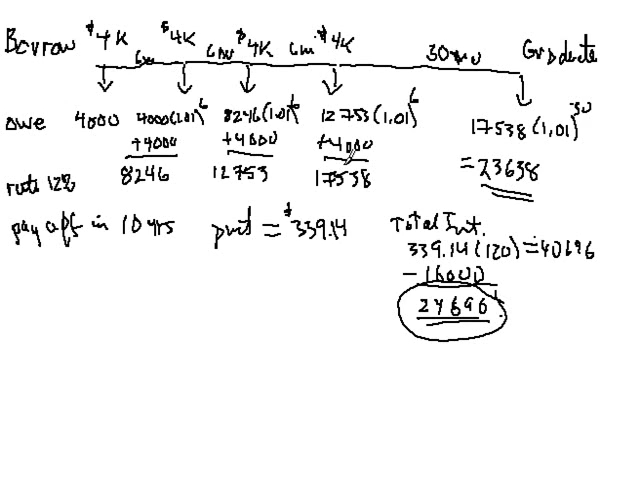 Borrow $4K 6m $4K 6m $4K 6m $4K 30mo Graduate
owe 4000 4000(1.01)^6 8246(1.01)^6 12753(1.01)^6 17538(1.01)^30
+4000 +4000 +4000
rate 12% 8246 12753 17538 = 23638
pay off in 10 yrs pmt = $339.14 Total Int.
339.14(120) = 40696
- 16000
24696